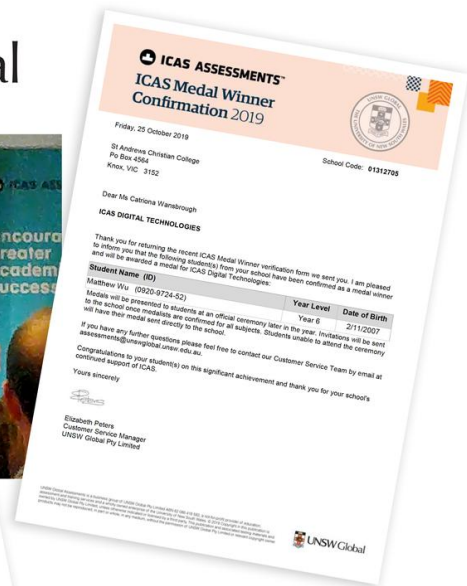 al
ICAS ASS
ncoura
reater
cadem
uccess
ICAS ASSESSMENTS™
ICAS Medal Winner
Confirmation 2019
Friday, 25 October 2019
School Code: 01312705
St Andrews Christian College
Po Box 4564
Knox, VIC 3152
Dear Ms Catriona Wansbrough
ICAS DIGITAL TECHNOLOGIES
Thank you for returning the recent ICAS Medal Winner verification form we sent you. I am pleased
to inform you that the following student(s) from your school have been confirmed as a medal winner
and will be awarded a medal for ICAS Digital Technologies:
Student Name (ID) Year Level Date of Birth
Matthew Wu (0920-9724-52) Year 6 2/11/2007
Medals will be presented to students at an official ceremony later in the year. Invitations will be sent
to the school once medalists are confirmed for all subjects. Students unable to attend the ceremony
will have their medal sent directly to the school.
If you have any further questions please feel free to contact our Customer Service Team by email at
assessments@unswglobal.unsw.edu.au.
Congratulations to your student(s) on this significant achievement and thank you for your school's
continued support of ICAS.
Yours sincerely
Elizabeth Peters
Customer Service Manager
UNSW Global Pty Limited
UNSW Global